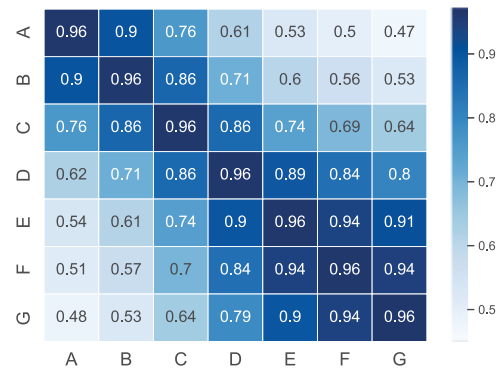 A 0.96 0.9 0.76 0.61 0.53 0.5 0.47
B 0.9 0.96 0.86 0.71 0.6 0.56 0.53
C 0.76 0.86 0.96 0.86 0.74 0.69 0.64
D 0.62 0.71 0.86 0.96 0.89 0.84 0.8
E 0.54 0.61 0.74 0.9 0.96 0.94 0.91
F 0.51 0.57 0.7 0.84 0.94 0.96 0.94
G 0.48 0.53 0.64 0.79 0.9 0.94 0.96
A B C D E F G
0.9
0.8
0.7
0.6
0.5